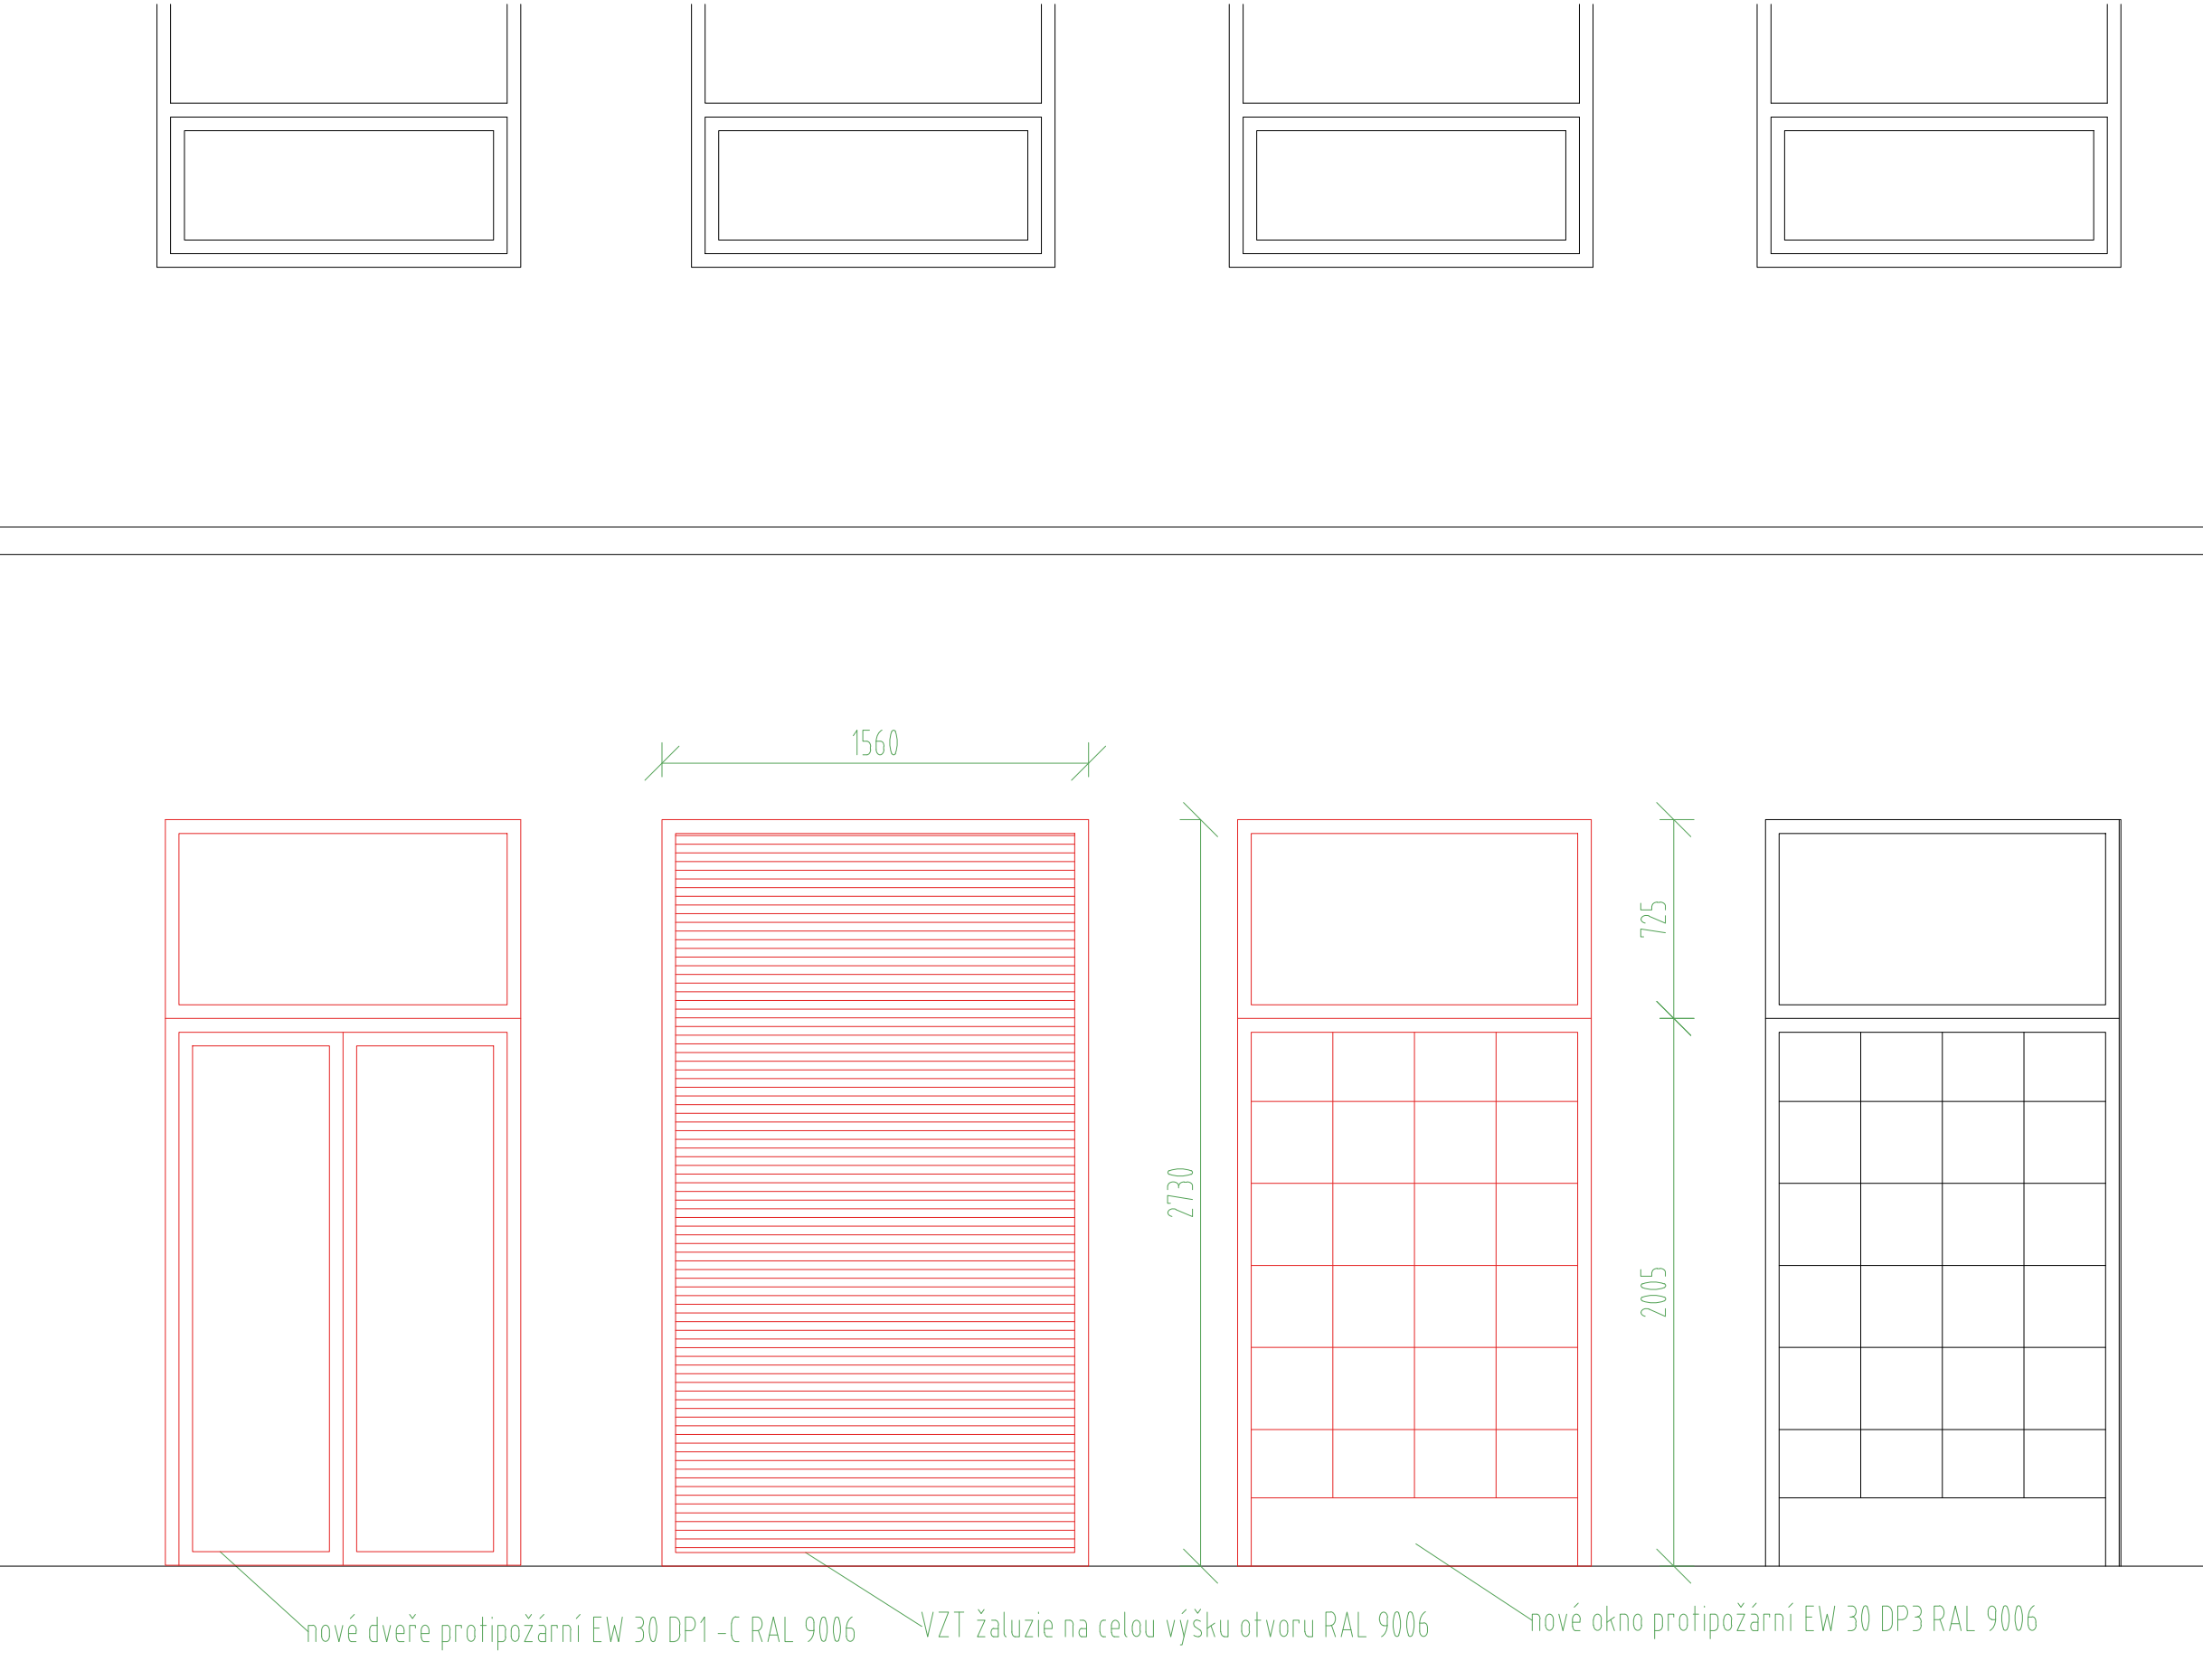 1560
725
2730
2005
nové dveře protipožární EW 30 DP1 -C RAL 9006
VZT žaluzie na celou výšku otvoru RAL 9006
nové okno protipožární EW 30 DP3 RAL 9006